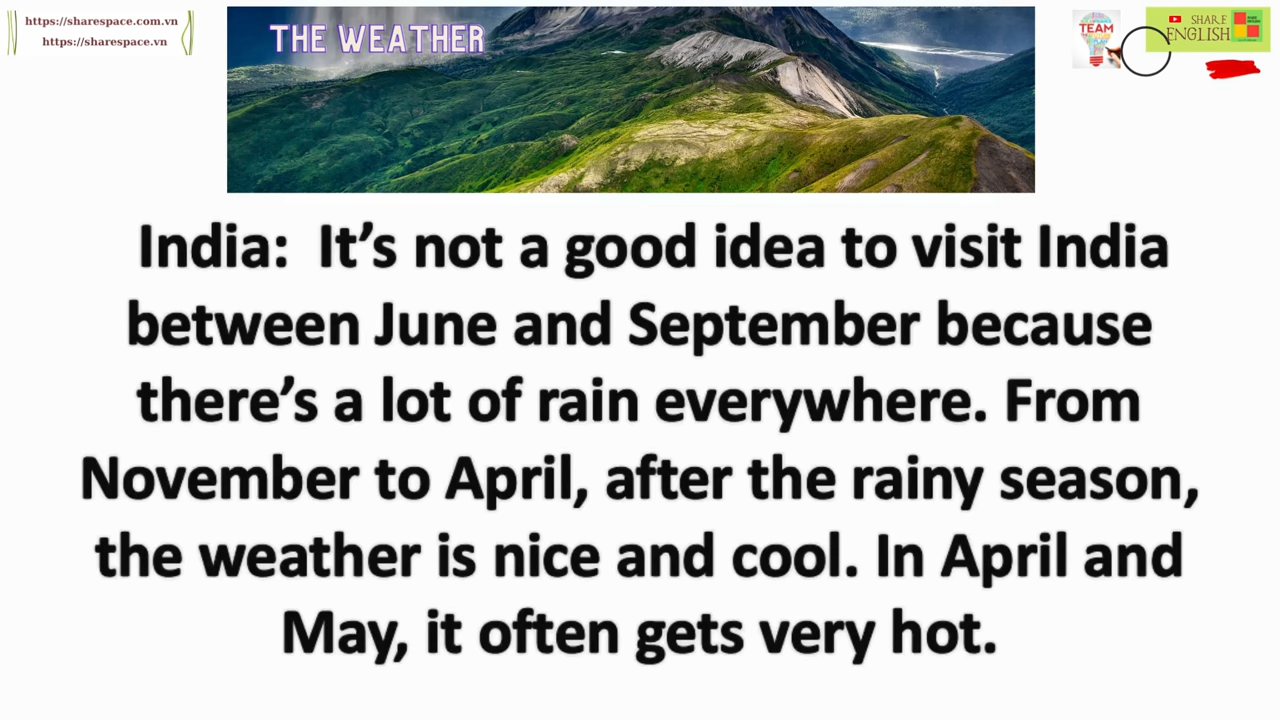 https://sharespace.com.vn
https://sharespace.vn
THE WEATHER
TEAM
SHARE
ENGLISH
India:  It’s not a good idea to visit India
between June and September because
there’s a lot of rain everywhere. From
November to April, after the rainy season,
the weather is nice and cool. In April and
May, it often gets very hot.